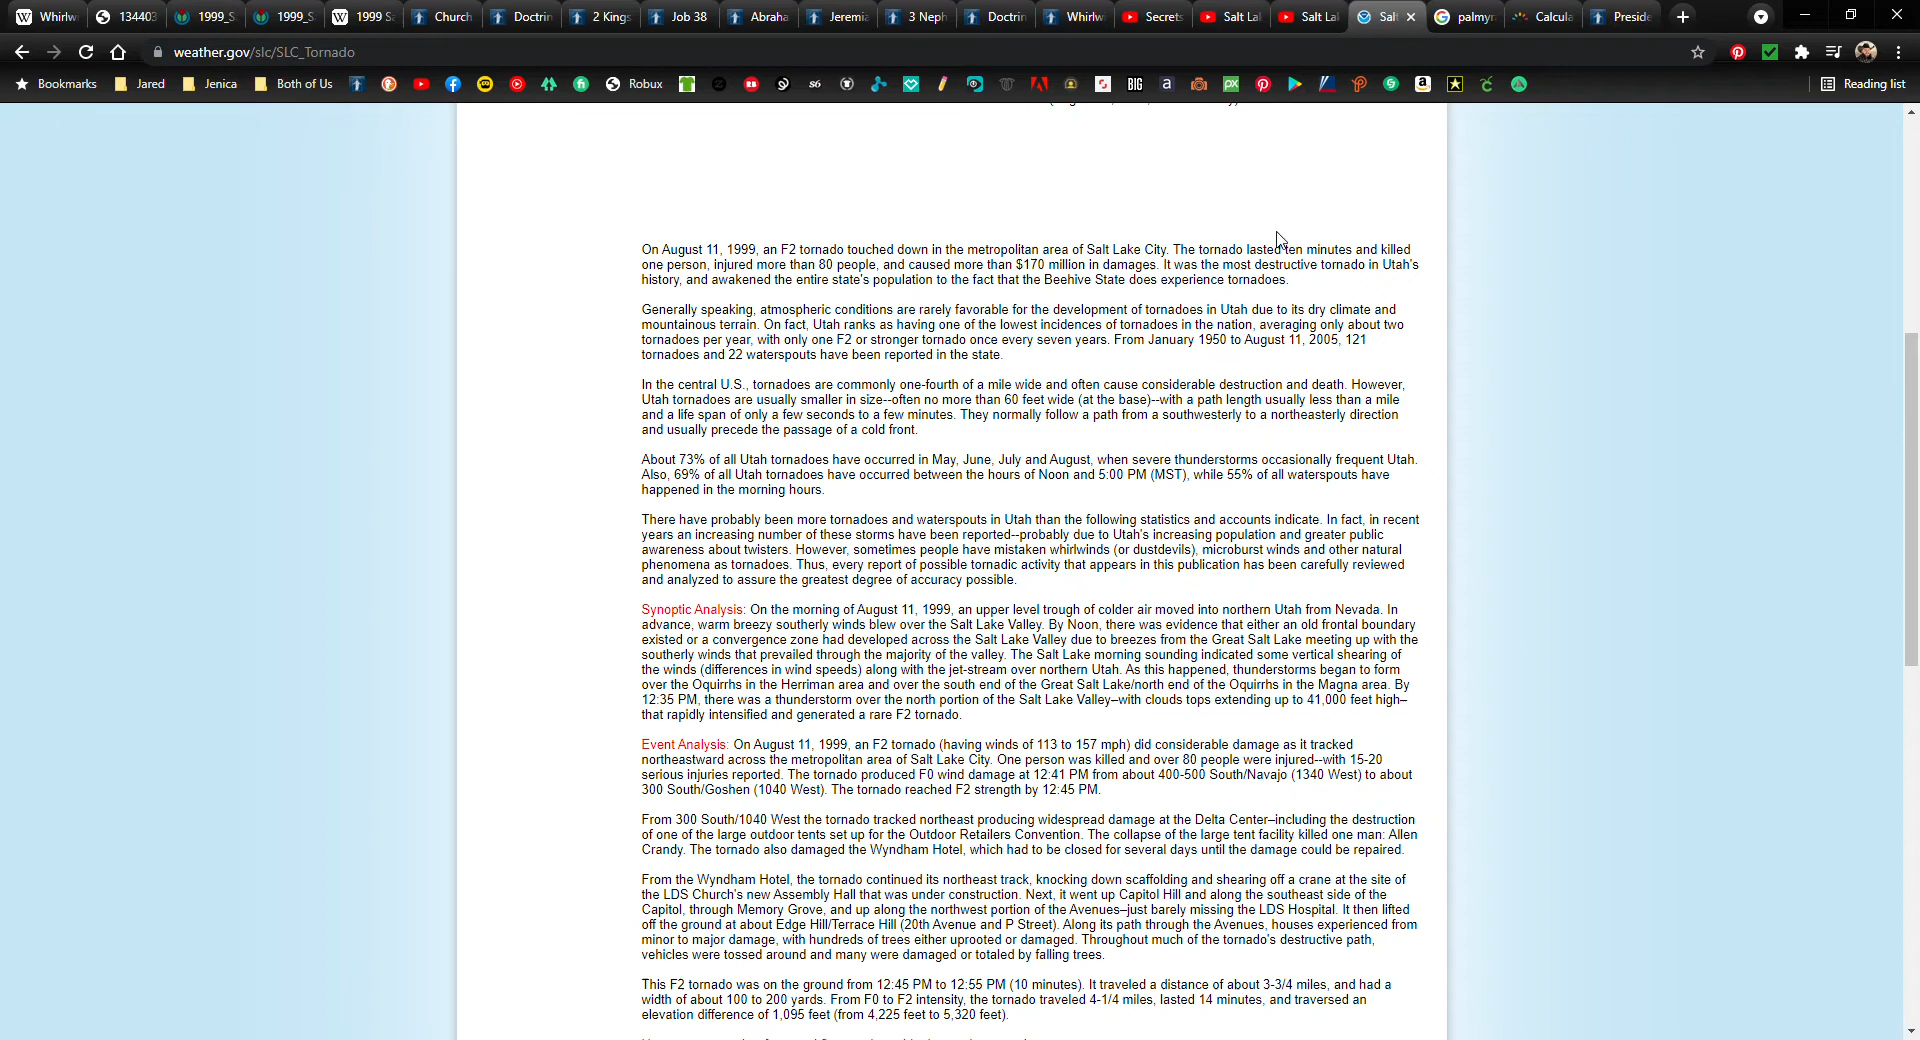 Whirlw
134403
1999_S
1999_S
1999 Sa
Church
Doctrin
2 Kings
Job 38
Abraha
Jeremia
3 Neph
Doctrin
Whirlw
Secrets
Salt Lal
Salt Lal
Salt
palmyr
Calcula
Preside
weather.gov/slc/SLC_Tornado
Bookmarks
Jared
Jenica
Both of Us
Robux
S6
BIG
a
px
Reading list
On August 11, 1999, an F2 tornado touched down in the metropolitan area of Salt Lake City. The tornado lasted ten minutes and killed
one person, injured more than 80 people, and caused more than $170 million in damages. It was the most destructive tornado in Utah's
history, and awakened the entire state's population to the fact that the Beehive State does experience tornadoes.
Generally speaking, atmospheric conditions are rarely favorable for the development of tornadoes in Utah due to its dry climate and
mountainous terrain. On fact, Utah ranks as having one of the lowest incidences of tornadoes in the nation, averaging only about two
tornadoes per year, with only one F2 or stronger tornado once every seven years. From January 1950 to August 11, 2005, 121
tornadoes and 22 waterspouts have been reported in the state.
In the central U.S., tornadoes are commonly one-fourth of a mile wide and often cause considerable destruction and death. However,
Utah tornadoes are usually smaller in size--often no more than 60 feet wide (at the base)--with a path length usually less than a mile
and a life span of only a few seconds to a few minutes. They normally follow a path from a southwesterly to a northeasterly direction
and usually precede the passage of a cold front.
About 73% of all Utah tornadoes have occurred in May, June, July and August, when severe thunderstorms occasionally frequent Utah.
Also, 69% of all Utah tornadoes have occurred between the hours of Noon and 5:00 PM (MST), while 55% of all waterspouts have
happened in the morning hours.
There have probably been more tornadoes and waterspouts in Utah than the following statistics and accounts indicate. In fact, in recent
years an increasing number of these storms have been reported--probably due to Utah's increasing population and greater public
awareness about twisters. However, sometimes people have mistaken whirlwinds (or dustdevils), microburst winds and other natural
phenomena as tornadoes. Thus, every report of possible tornadic activity that appears in this publication has been carefully reviewed
and analyzed to assure the greatest degree of accuracy possible.
Synoptic Analysis: On the morning of August 11, 1999, an upper level trough of colder air moved into northern Utah from Nevada. In
advance, warm breezy southerly winds blew over the Salt Lake Valley. By Noon, there was evidence that either an old frontal boundary
existed or a convergence zone had developed across the Salt Lake Valley due to breezes from the Great Salt Lake meeting up with the
southerly winds that prevailed through the majority of the valley. The Salt Lake morning sounding indicated some vertical shearing of
the winds (differences in wind speeds) along with the jet-stream over northern Utah. As this happened, thunderstorms began to form
over the Oquirrhs in the Herriman area and over the south end of the Great Salt Lake/north end of the Oquirrhs in the Magna area. By
12:35 PM, there was a thunderstorm over the north portion of the Salt Lake Valley–with clouds tops extending up to 41,000 feet high–
that rapidly intensified and generated a rare F2 tornado.
Event Analysis: On August 11, 1999, an F2 tornado (having winds of 113 to 157 mph) did considerable damage as it tracked
northeastward across the metropolitan area of Salt Lake City. One person was killed and over 80 people were injured--with 15-20
serious injuries reported. The tornado produced F0 wind damage at 12:41 PM from about 400-500 South/Navajo (1340 West) to about
300 South/Goshen (1040 West). The tornado reached F2 strength by 12:45 PM.
From 300 South/1040 West the tornado tracked northeast producing widespread damage at the Delta Center–including the destruction
of one of the large outdoor tents set up for the Outdoor Retailers Convention. The collapse of the large tent facility killed one man: Allen
Crandy. The tornado also damaged the Wyndham Hotel, which had to be closed for several days until the damage could be repaired.
From the Wyndham Hotel, the tornado continued its northeast track, knocking down scaffolding and shearing off a crane at the site of
the LDS Church's new Assembly Hall that was under construction. Next, it went up Capitol Hill and along the southeast side of the
Capitol, through Memory Grove, and up along the northwest portion of the Avenues–just barely missing the LDS Hospital. It then lifted
off the ground at about Edge Hill/Terrace Hill (20th Avenue and P Street). Along its path through the Avenues, houses experienced from
minor to major damage, with hundreds of trees either uprooted or damaged. Throughout much of the tornado's destructive path,
vehicles were tossed around and many were damaged or totaled by falling trees.
This F2 tornado was on the ground from 12:45 PM to 12:55 PM (10 minutes). It traveled a distance of about 3-3/4 miles, and had a
width of about 100 to 200 yards. From F0 to F2 intensity, the tornado traveled 4-1/4 miles, lasted 14 minutes, and traversed an
elevation difference of 1,095 feet (from 4,225 feet to 5,320 feet).